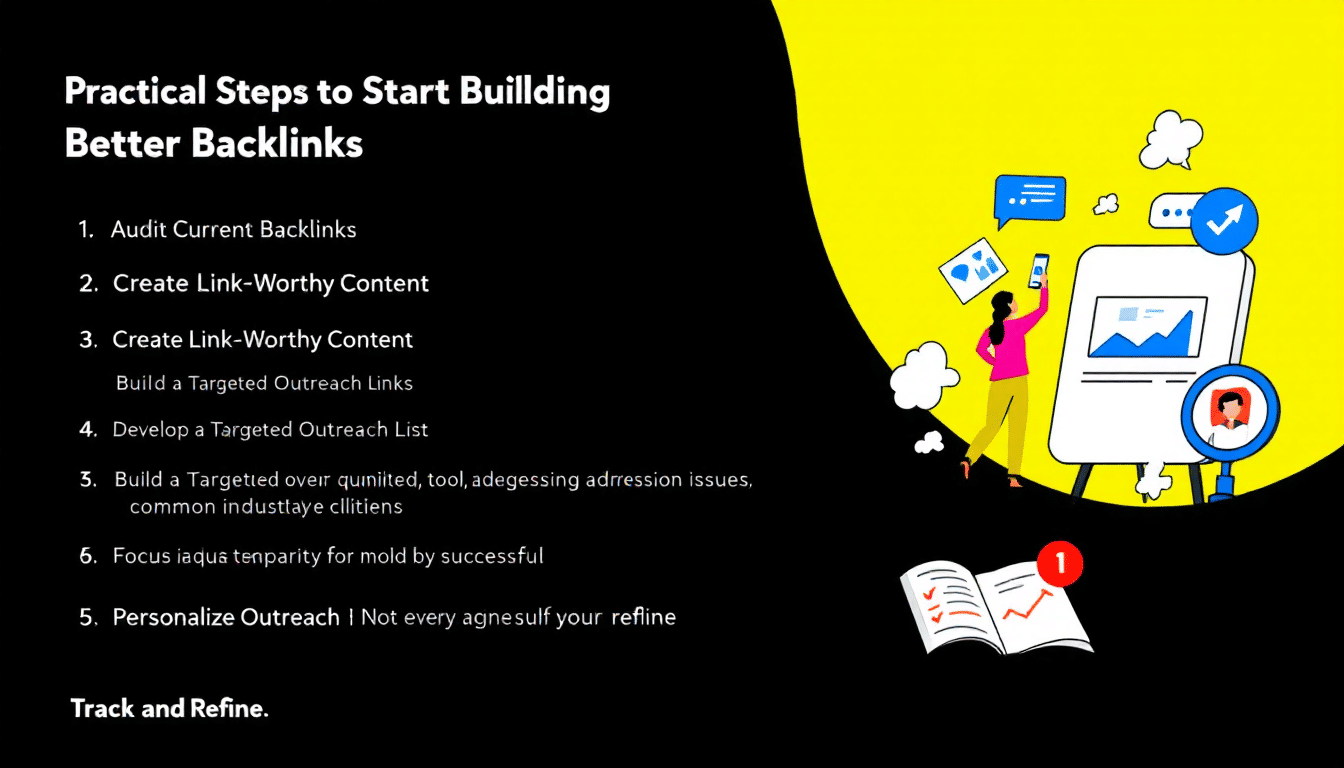 Practical Steps to Start Buillding
Better Backlinks
1. Audit Current Backlinks
2. Create Link-Worthy Content
3. Create Link-Worthy Content
Build a Targeted Outreach Links
4. Develop a Targeted Outreach List
3. Build a Targetted over qumiited, tool, adegessing adrression issues,
common industlaye cllitiens
6. Focus iaqua tenparity for mold by successful
5. Personalize Outreach | Not every agnesulf your refline
Track and Refine.
1